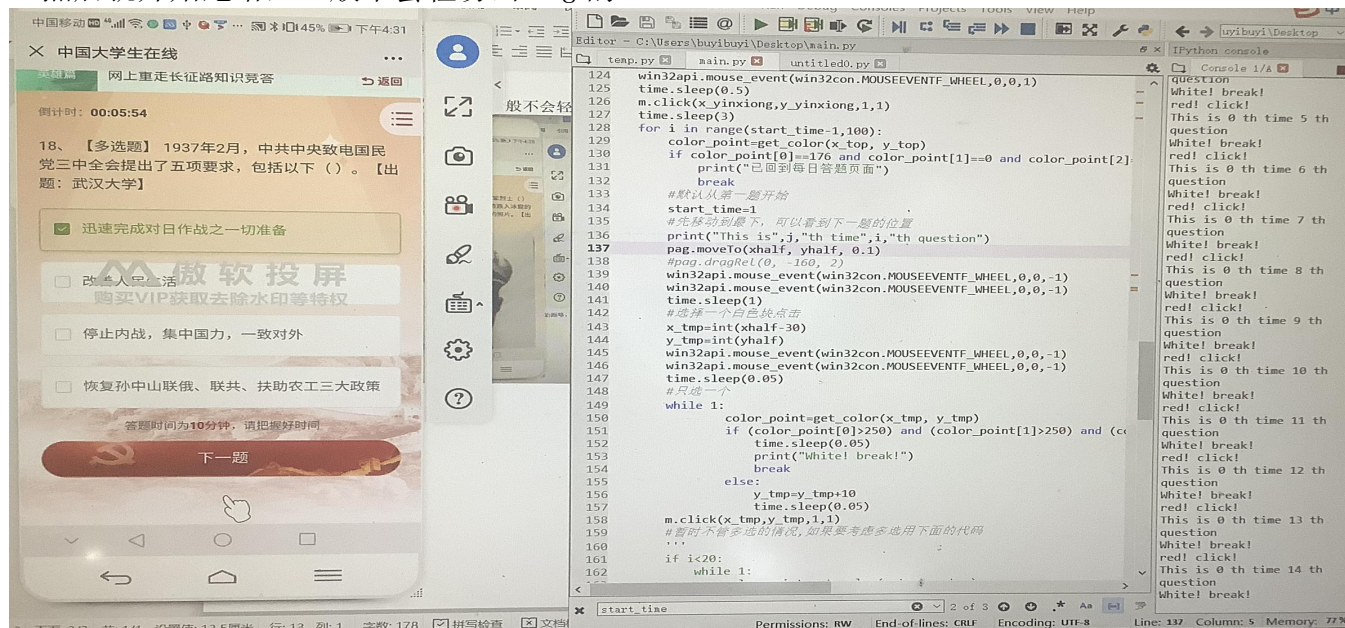 中国移动
45%
下午4:31
中国大学生在线
网上重走长征路知识竞答
返回
倒计时：00:05:54
18、 【多选题】 1937年2月，中共中央致电国民
党三中全会提出了五项要求，包括以下（）。【出
题：武汉大学】
迅速完成对日作战之一切准备
改善人民生活
傲软投屏
购买VIP获取去除水印等特权
停止内战，集中国力，一致对外
恢复孙中山联俄、联共、扶助农工三大政策
答题时间为10分钟，请把握好时间
下一题
般不会轻
Projects Tools View Help
Editor - C:\Users\buyibuyi\Desktop\main.py
temp.py main.py untitled0.py
124 win32api.mouse_event(win32con.MOUSEEVENTF_WHEEL,0,0,1)
125 time.sleep(0.5)
126 m.click(x_yinxiong,y_yinxiong,1,1)
127 time.sleep(3)
128 for i in range(start_time-1,100):
129 color_point=get_color(x_top, y_top)
130 if color_point[0]==176 and color_point[1]==0 and color_point[2]
131 print("已回到每日答题页面")
132 break
133 #默认从第一题开始
134 start_time=1
135 #先移动到最下，可以看到下一题的位置
136 print("This is",j,"th time",i,"th question")
137 pag.moveTo(xhalf, yhalf, 0.1)
138 #pag.dragRel(0, -160, 2)
139 win32api.mouse_event(win32con.MOUSEEVENTF_WHEEL,0,0,-1)
140 win32api.mouse_event(win32con.MOUSEEVENTF_WHEEL,0,0,-1)
141 time.sleep(1)
142 #选择一个白色块点击
143 x_tmp=int(xhalf-30)
144 y_tmp=int(yhalf)
145 win32api.mouse_event(win32con.MOUSEEVENTF_WHEEL,0,0,-1)
146 win32api.mouse_event(win32con.MOUSEEVENTF_WHEEL,0,0,-1)
147 time.sleep(0.05)
148 #只选一个
149 while 1:
150 color_point=get_color(x_tmp, y_tmp)
151 if (color_point[0]>250) and (color_point[1]>250) and (cc
152 time.sleep(0.05)
153 print("White! break!")
154 break
155 else:
156 y_tmp=y_tmp+10
157 time.sleep(0.05)
158 m.click(x_tmp,y_tmp,1,1)
159 #暂时不管多选的情况,如果要考虑多选用下面的代码
160 '''
161 if i<20:
162 while 1:
start_time
2 of 3
Aa
Permissions: RW End-of-lines: CRLF Encoding: UTF-8 Line: 137 Column: 5 Memory: 77%
uyibuyi\Desktop
IPython console
Console 1/A
question
White! break!
red! click!
This is 0 th time 5 th
question
White! break!
red! click!
This is 0 th time 6 th
question
White! break!
red! click!
This is 0 th time 7 th
question
White! break!
red! click!
This is 0 th time 8 th
question
White! break!
red! click!
This is 0 th time 9 th
question
White! break!
red! click!
This is 0 th time 10 th
question
White! break!
red! click!
This is 0 th time 11 th
question
White! break!
red! click!
This is 0 th time 12 th
question
White! break!
red! click!
This is 0 th time 13 th
question
White! break!
red! click!
This is 0 th time 14 th
question
White! break!
行: 13 列: 1 字数: 178 拼写检查 文档